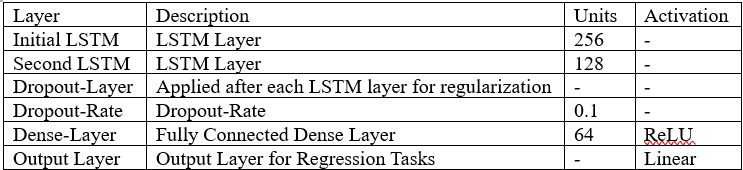 Layer Description Units Activation
Initial LSTM LSTM Layer 256 -
Second LSTM LSTM Layer 128 -
Dropout-Layer Applied after each LSTM layer for regularization - -
Dropout-Rate Dropout-Rate 0.1 -
Dense-Layer Fully Connected Dense Layer 64 ReLU
Output Layer Output Layer for Regression Tasks - Linear